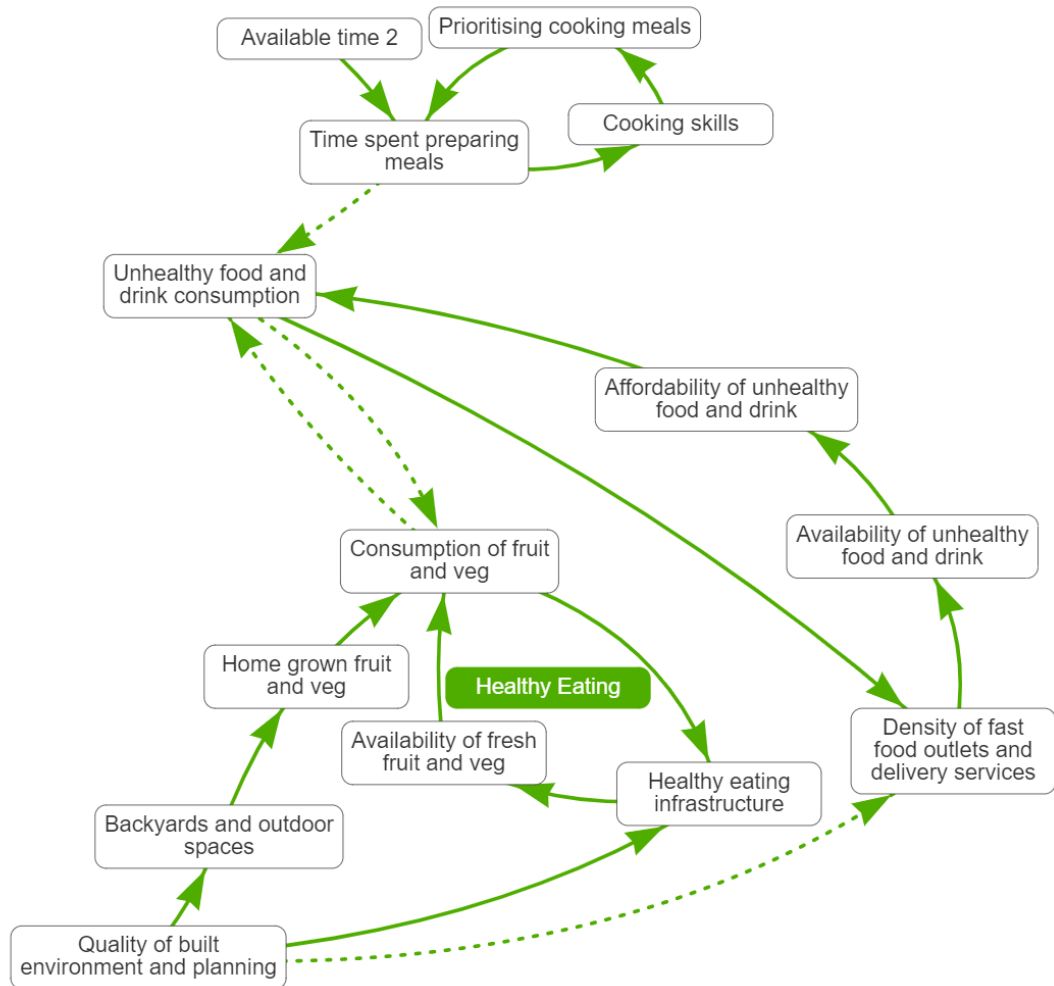 Available time 2
Prioritising cooking meals
Cooking skills
Time spent preparing
meals
Unhealthy food and
drink consumption
Affordability of unhealthy
food and drink
Availability of unhealthy
food and drink
Consumption of fruit
and veg
Home grown fruit
and veg
Healthy Eating
Availability of fresh
fruit and veg
Density of fast
food outlets and
delivery services
Healthy eating
infrastructure
Backyards and outdoor
spaces
Quality of built
environment and planning